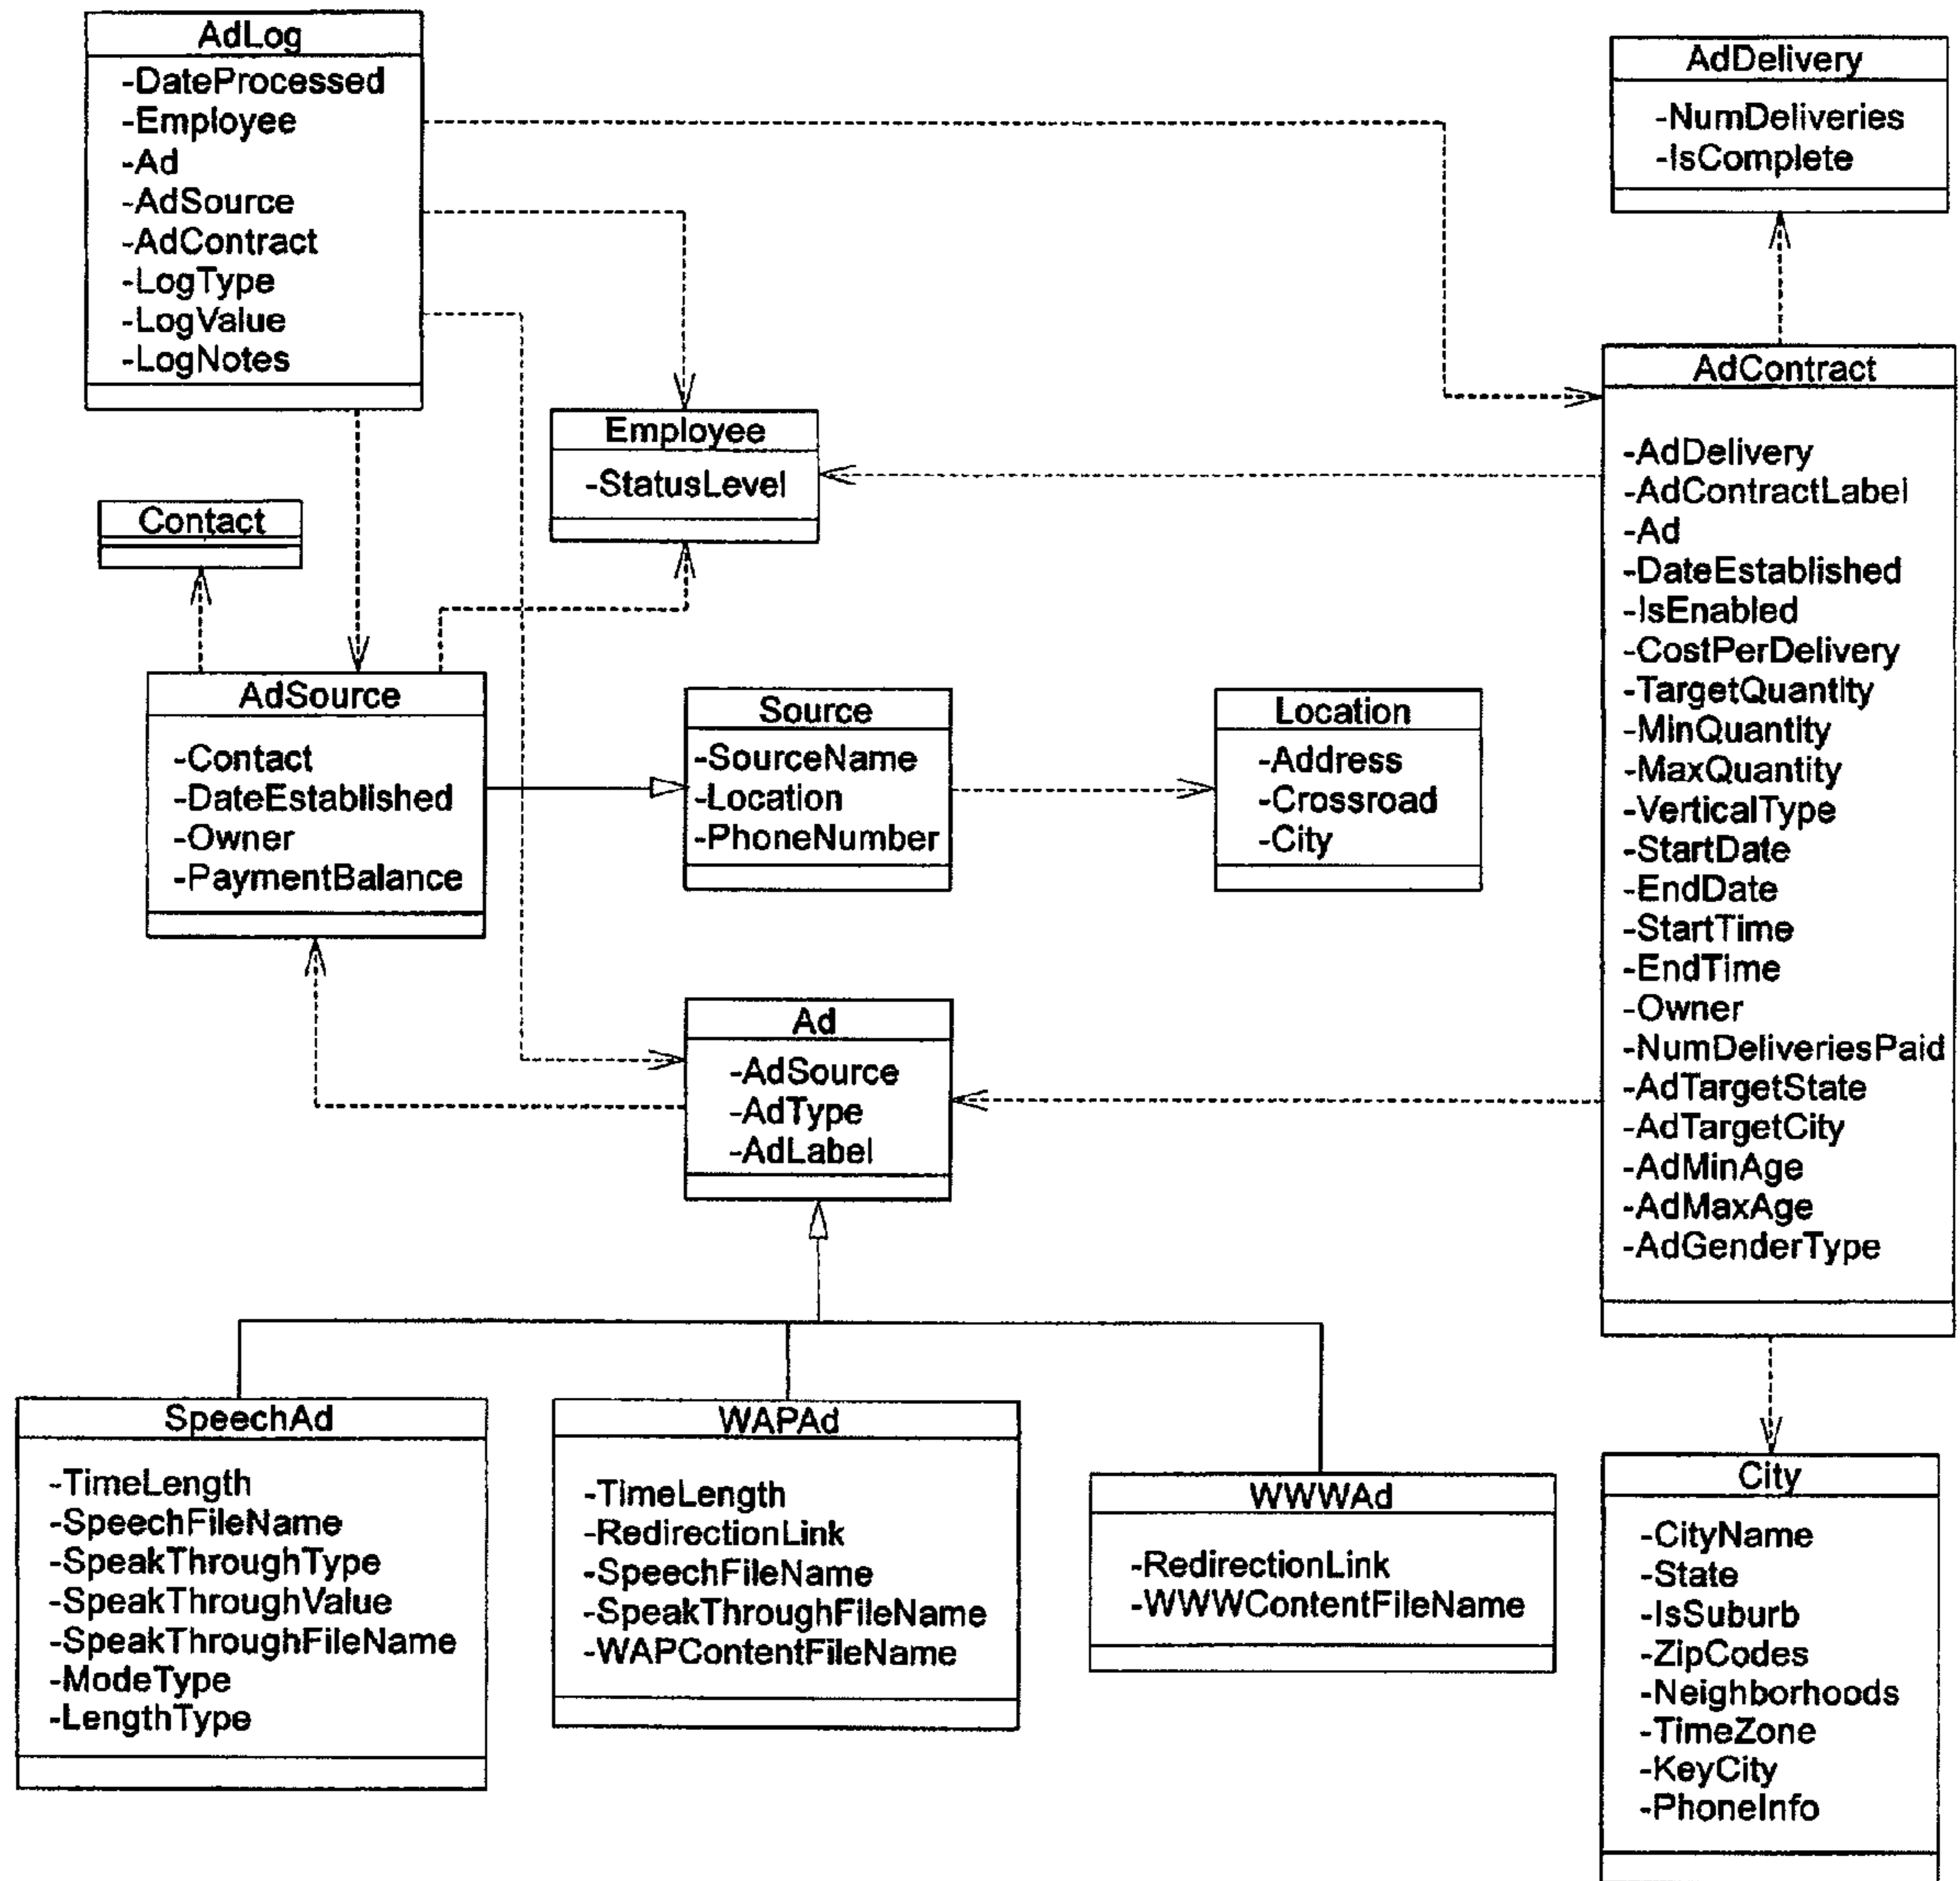 AdLog
-DateProcessed
-Employee
-Ad
-AdSource
-AdContract
-LogType
-LogValue
-LogNotes
AdDelivery
-NumDeliveries
-IsComplete
Employee
-StatusLevel
Contact
AdContract
-AdDelivery
-AdContractLabel
-Ad
-DateEstablished
-IsEnabled
-CostPerDelivery
-TargetQuantity
-MinQuantity
-MaxQuantity
-VerticalType
-StartDate
-EndDate
-StartTime
-EndTime
-Owner
-NumDeliveriesPaid
-AdTargetState
-AdTargetCity
-AdMinAge
-AdMaxAge
-AdGenderType
AdSource
-Contact
-DateEstablished
-Owner
-PaymentBalance
Source
-SourceName
-Location
-PhoneNumber
Location
-Address
-Crossroad
-City
Ad
-AdSource
-AdType
-AdLabel
SpeechAd
-TimeLength
-SpeechFileName
-SpeakThroughType
-SpeakThroughValue
-SpeakThroughFileName
-ModeType
-LengthType
WAPAd
-TimeLength
-RedirectionLink
-SpeechFileName
-SpeakThroughFileName
-WAPContentFileName
WWWAd
-RedirectionLink
-WWWContentFileName
City
-CityName
-State
-IsSuburb
-ZipCodes
-Neighborhoods
-TimeZone
-KeyCity
-PhoneInfo